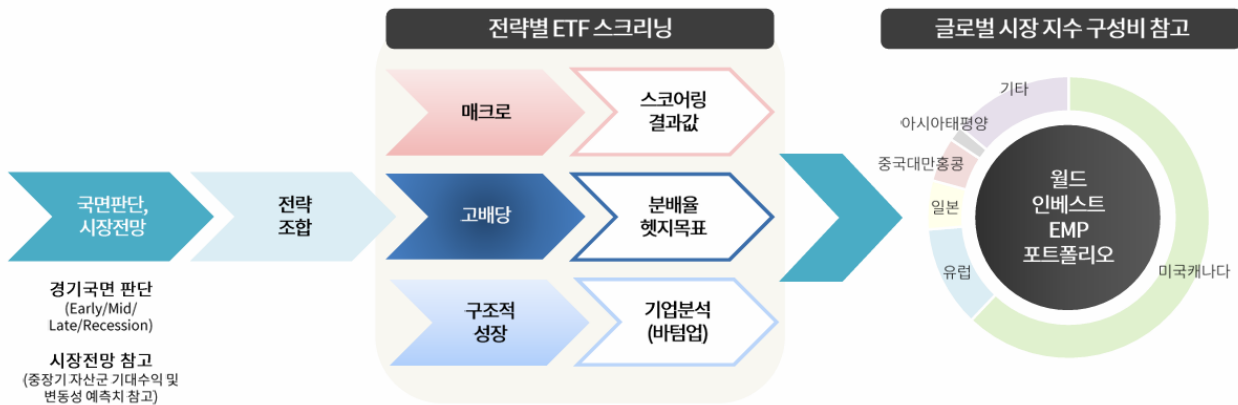 전략별 ETF 스크리닝
글로벌 시장 지수 구성비 참고
국면판단,
시장전망
경기국면 판단
(Early/Mid/
Late/Recession)
시장전망 참고
(중장기 자산군 기대수익 및
변동성 예측치 참고)
전략
조합
매크로
스코어링
결과값
고배당
분배율
헷지목표
구조적
성장
기업분석
(바텀업)
기타
아시아태평양
중국대만홍콩
일본
유럽
미국캐나다
월드
인베스트
EMP
포트폴리오